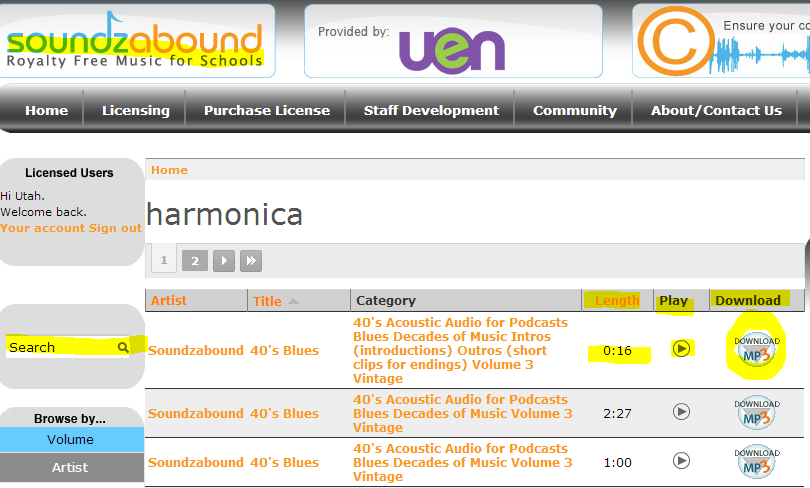 soundzabound
Royalty Free Music for Schools
Provided by:
uen
C
Ensure your co
Home Licensing Purchase License Staff Development Community About/Contact Us
Licensed Users
Hi Utah.
Welcome back.
Your account Sign out
Search
Browse by...
Volume
Artist
Home
harmonica
1 2
Artist Title Category Length Play Download
Soundzabound 40's Blues
40's Acoustic Audio for Podcasts
Blues Decades of Music Intros
(introductions) Outros (short
clips for endings) Volume 3
Vintage
0:16
DOWNLOAD
MP3
Soundzabound 40's Blues
40's Acoustic Audio for Podcasts
Blues Decades of Music Volume 3
Vintage
2:27
DOWNLOAD
MP3
Soundzabound 40's Blues
40's Acoustic Audio for Podcasts
Blues Decades of Music Volume 3
Vintage
1:00
DOWNLOAD
MP3